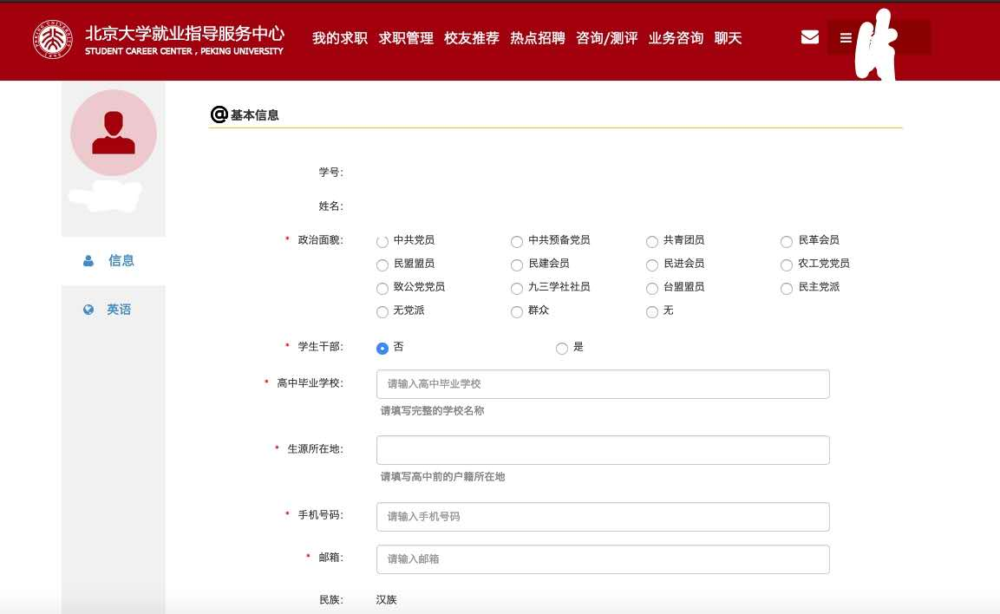 北京大学就业指导服务中心
STUDENT CAREER CENTER , PEKING UNIVERSITY
我的求职 求职管理 校友推荐 热点招聘 咨询/测评 业务咨询 聊天
信息
英语
@基本信息
学号:
姓名:
* 政治面貌: 中共党员 中共预备党员 共青团员 民革会员
民盟盟员 民建会员 民进会员 农工党党员
致公党党员 九三学社社员 台盟盟员 民主党派
无党派 群众 无
* 学生干部: 否 是
* 高中毕业学校: 请输入高中毕业学校
请填写完整的学校名称
* 生源所在地:
请填写高中前的户籍所在地
* 手机号码: 请输入手机号码
* 邮箱: 请输入邮箱
民族: 汉族